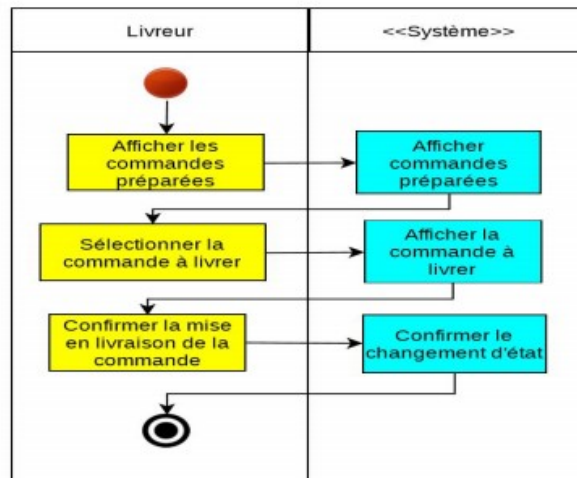 Livreur
<<Système>>
Afficher les
commandes
préparées
Afficher
commandes
préparées
Sélectionner la
commande à livrer
Afficher la
commande à
livrer
Confirmer la mise
en livraison de la
commande
Confirmer le
changement d'état